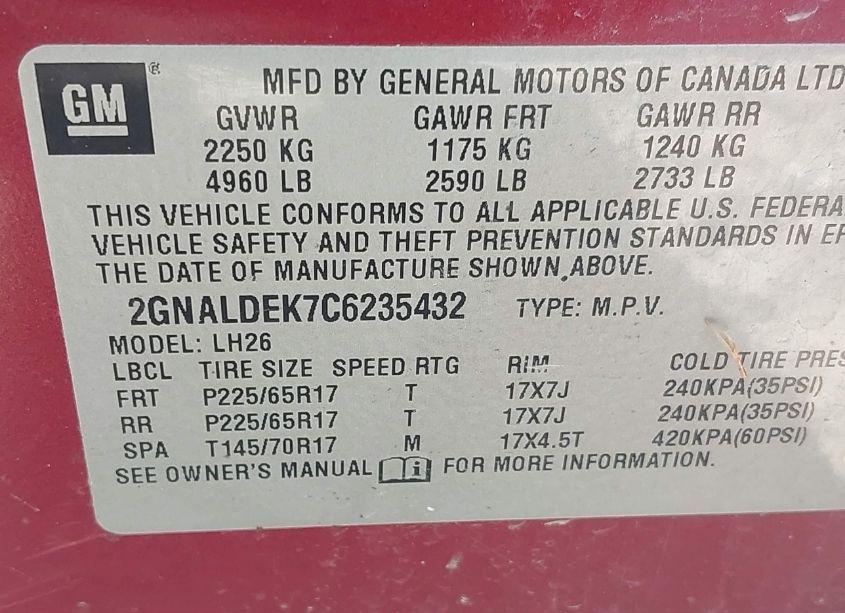 GM ® MFD BY GENERAL MOTORS OF CANADA LTD
GVWR GAWR FRT GAWR RR
2250 KG 1175 KG 1240 KG
4960 LB 2590 LB 2733 LB
THIS VEHICLE CONFORMS TO ALL APPLICABLE U.S. FEDERA
VEHICLE SAFETY AND THEFT PREVENTION STANDARDS IN EF
THE DATE OF MANUFACTURE SHOWN ABOVE.
2GNALDEK7C6235432 TYPE: M.P.V.
MODEL: LH26
LBCL TIRE SIZE SPEED RTG RIM COLD TIRE PRES
FRT P225/65R17 T 17X7J 240KPA(35PSI)
RR P225/65R17 T 17X7J 240KPA(35PSI)
SPA T145/70R17 M 17X4.5T 420KPA(60PSI)
SEE OWNER'S MANUAL i FOR MORE INFORMATION.